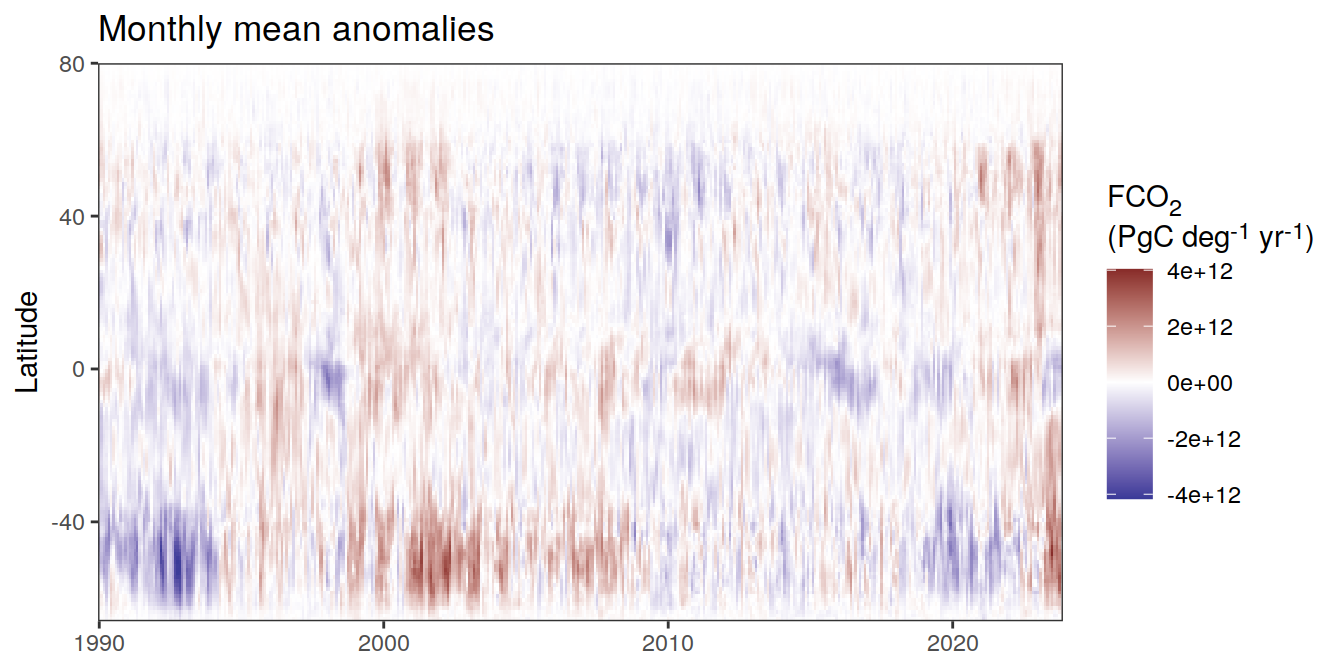 Monthly mean anomalies
80
40
0
-40
Latitude
1990 2000 2010 2020
FCO₂
(PgC deg⁻¹ yr⁻¹)
4e+12
2e+12
0e+00
-2e+12
-4e+12